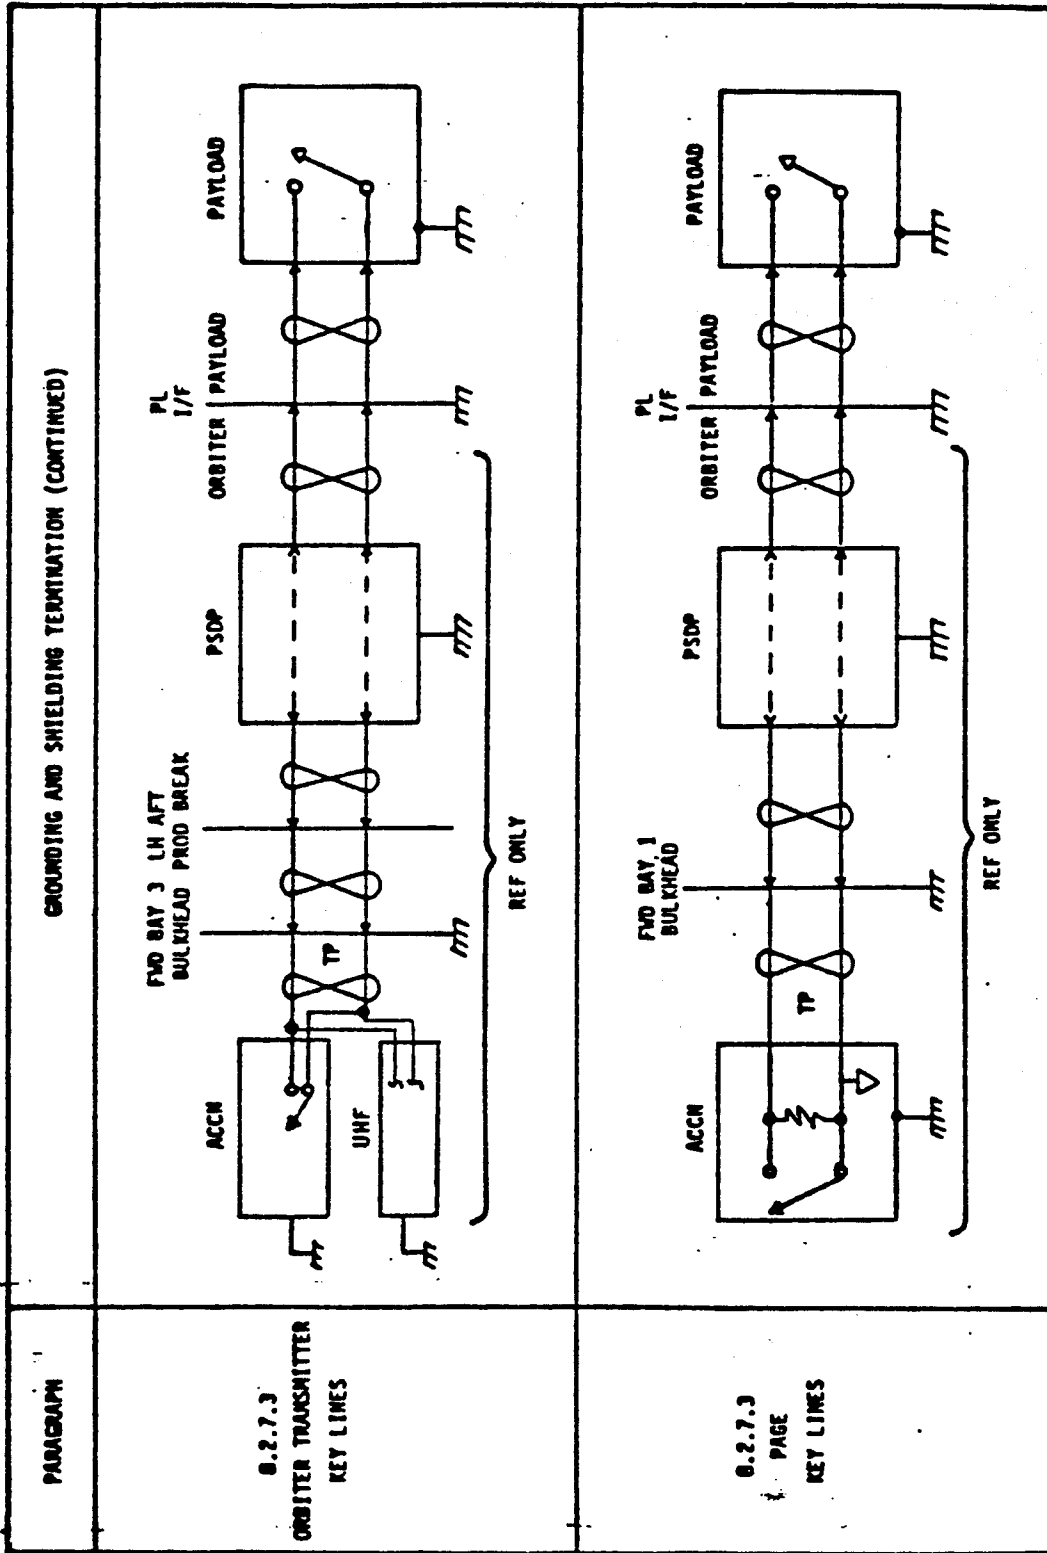 PARAGRAPH
GROUNDING AND SHIELDING TERMINATION (CONTINUED)
8.2.7.3
ORBITER TRANSMITTER
KEY LINES
ACCN
UHF
TP
FWD BAY 3
BULKHEAD
LH AFT
PROD BREAK
PSDP
PL
I/F
ORBITER
PAYLOAD
PAYLOAD
REF ONLY
8.2.7.3
PAGE
KEY LINES
ACCN
TP
FWD BAY 1
BULKHEAD
PSDP
PL
I/F
ORBITER
PAYLOAD
PAYLOAD
REF ONLY